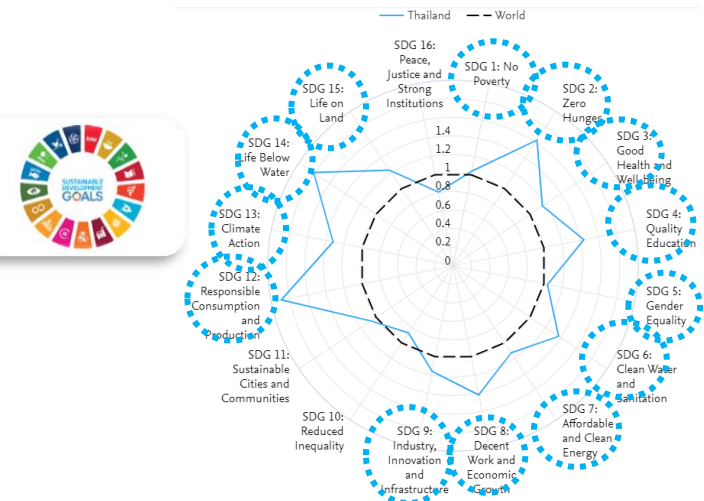 Thailand
World
SDG 16:
Peace,
Justice and
Strong
Institutions
SDG 1: No
Poverty
SDG 2:
Zero
Hunger
SDG 3:
Good
Health and
Well-being
SDG 4:
Quality
Education
SDG 5:
Gender
Equality
SDG 6:
Clean Water
and
Sanitation
SDG 7:
Affordable
and Clean
Energy
SDG 8:
Decent
Work and
Economic
Growth
SDG 9:
Industry,
Innovation
and
Infrastructure
SDG 10:
Reduced
Inequality
SDG 11:
Sustainable
Cities and
Communities
SDG 12:
Responsible
Consumption
and
Production
SDG 13:
Climate
Action
SDG 14:
Life Below
Water
SDG 15:
Life on
Land
1.4
1.2
1
0.8
0.6
0.4
0.2
0
SUSTAINABLE
DEVELOPMENT
GOALS